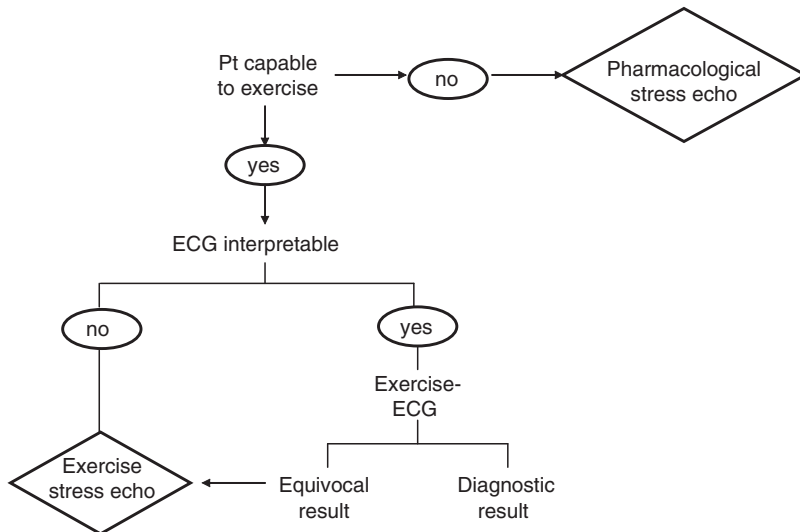 Pt capable
to exercise
no
Pharmacological
stress echo
yes
ECG interpretable
no
yes
Exercise-
ECG
Exercise
stress echo
Equivocal
result
Diagnostic
result